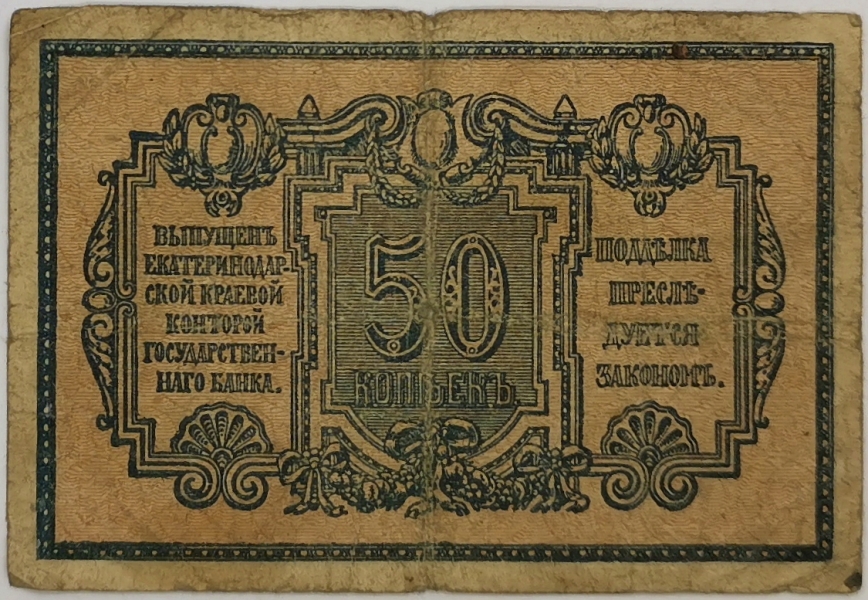 ВЫПУЩЕНЪ
ЕКАТЕРИНОДАР-
СКОЙ КРАЕВОЙ
КОНТОРОЙ
ГОСУДАРСТВЕН-
НАГО БАНКА.
50
КОПѢЕКЪ.
ПОДДѢЛКА
ПРЕСЛѢ-
ДУЕТСЯ
ЗАКОНОМЪ.